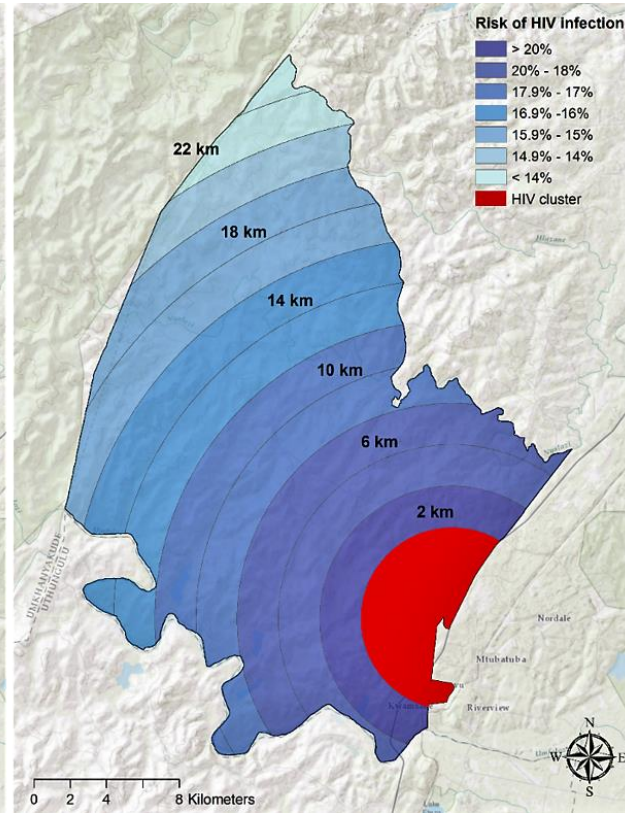 Risk of HIV infection
> 20%
20% - 18%
17.9% - 17%
16.9% -16%
15.9% - 15%
14.9% - 14%
< 14%
HIV cluster
22 km
18 km
14 km
10 km
6 km
2 km
UMKHANYAKUDE
UTHUNGULU
Nordale
Mtubatuba
Riverview
N
W
E
S
0 2 4 8 Kilometers